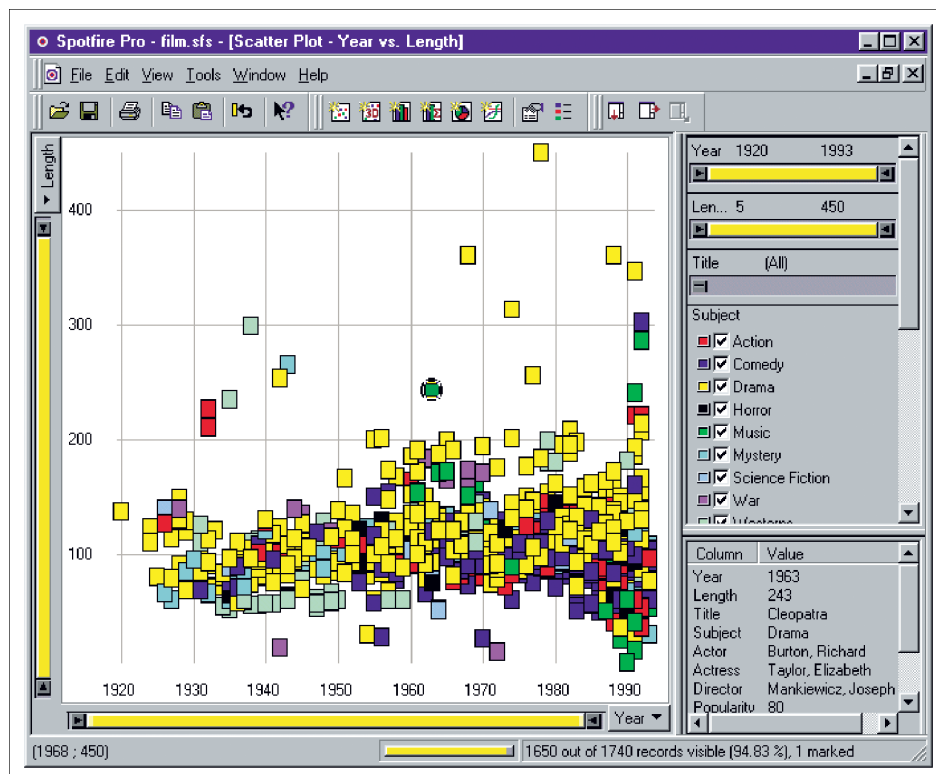 Spotfire Pro - film.sfs - [Scatter Plot - Year vs. Length]
File Edit View Tools Window Help
3D
Length
400
300
200
100
1920 1930 1940 1950 1960 1970 1980 1990
Year
Year 1920 1993
Len... 5 450
Title (All)
Subject
Action
Comedy
Drama
Horror
Music
Mystery
Science Fiction
War
Westerns
Column Value
Year 1963
Length 243
Title Cleopatra
Subject Drama
Actor Burton, Richard
Actress Taylor, Elizabeth
Director Mankiewicz, Joseph
Popularity 80
(1968 ; 450)
1650 out of 1740 records visible (94.83 %), 1 marked